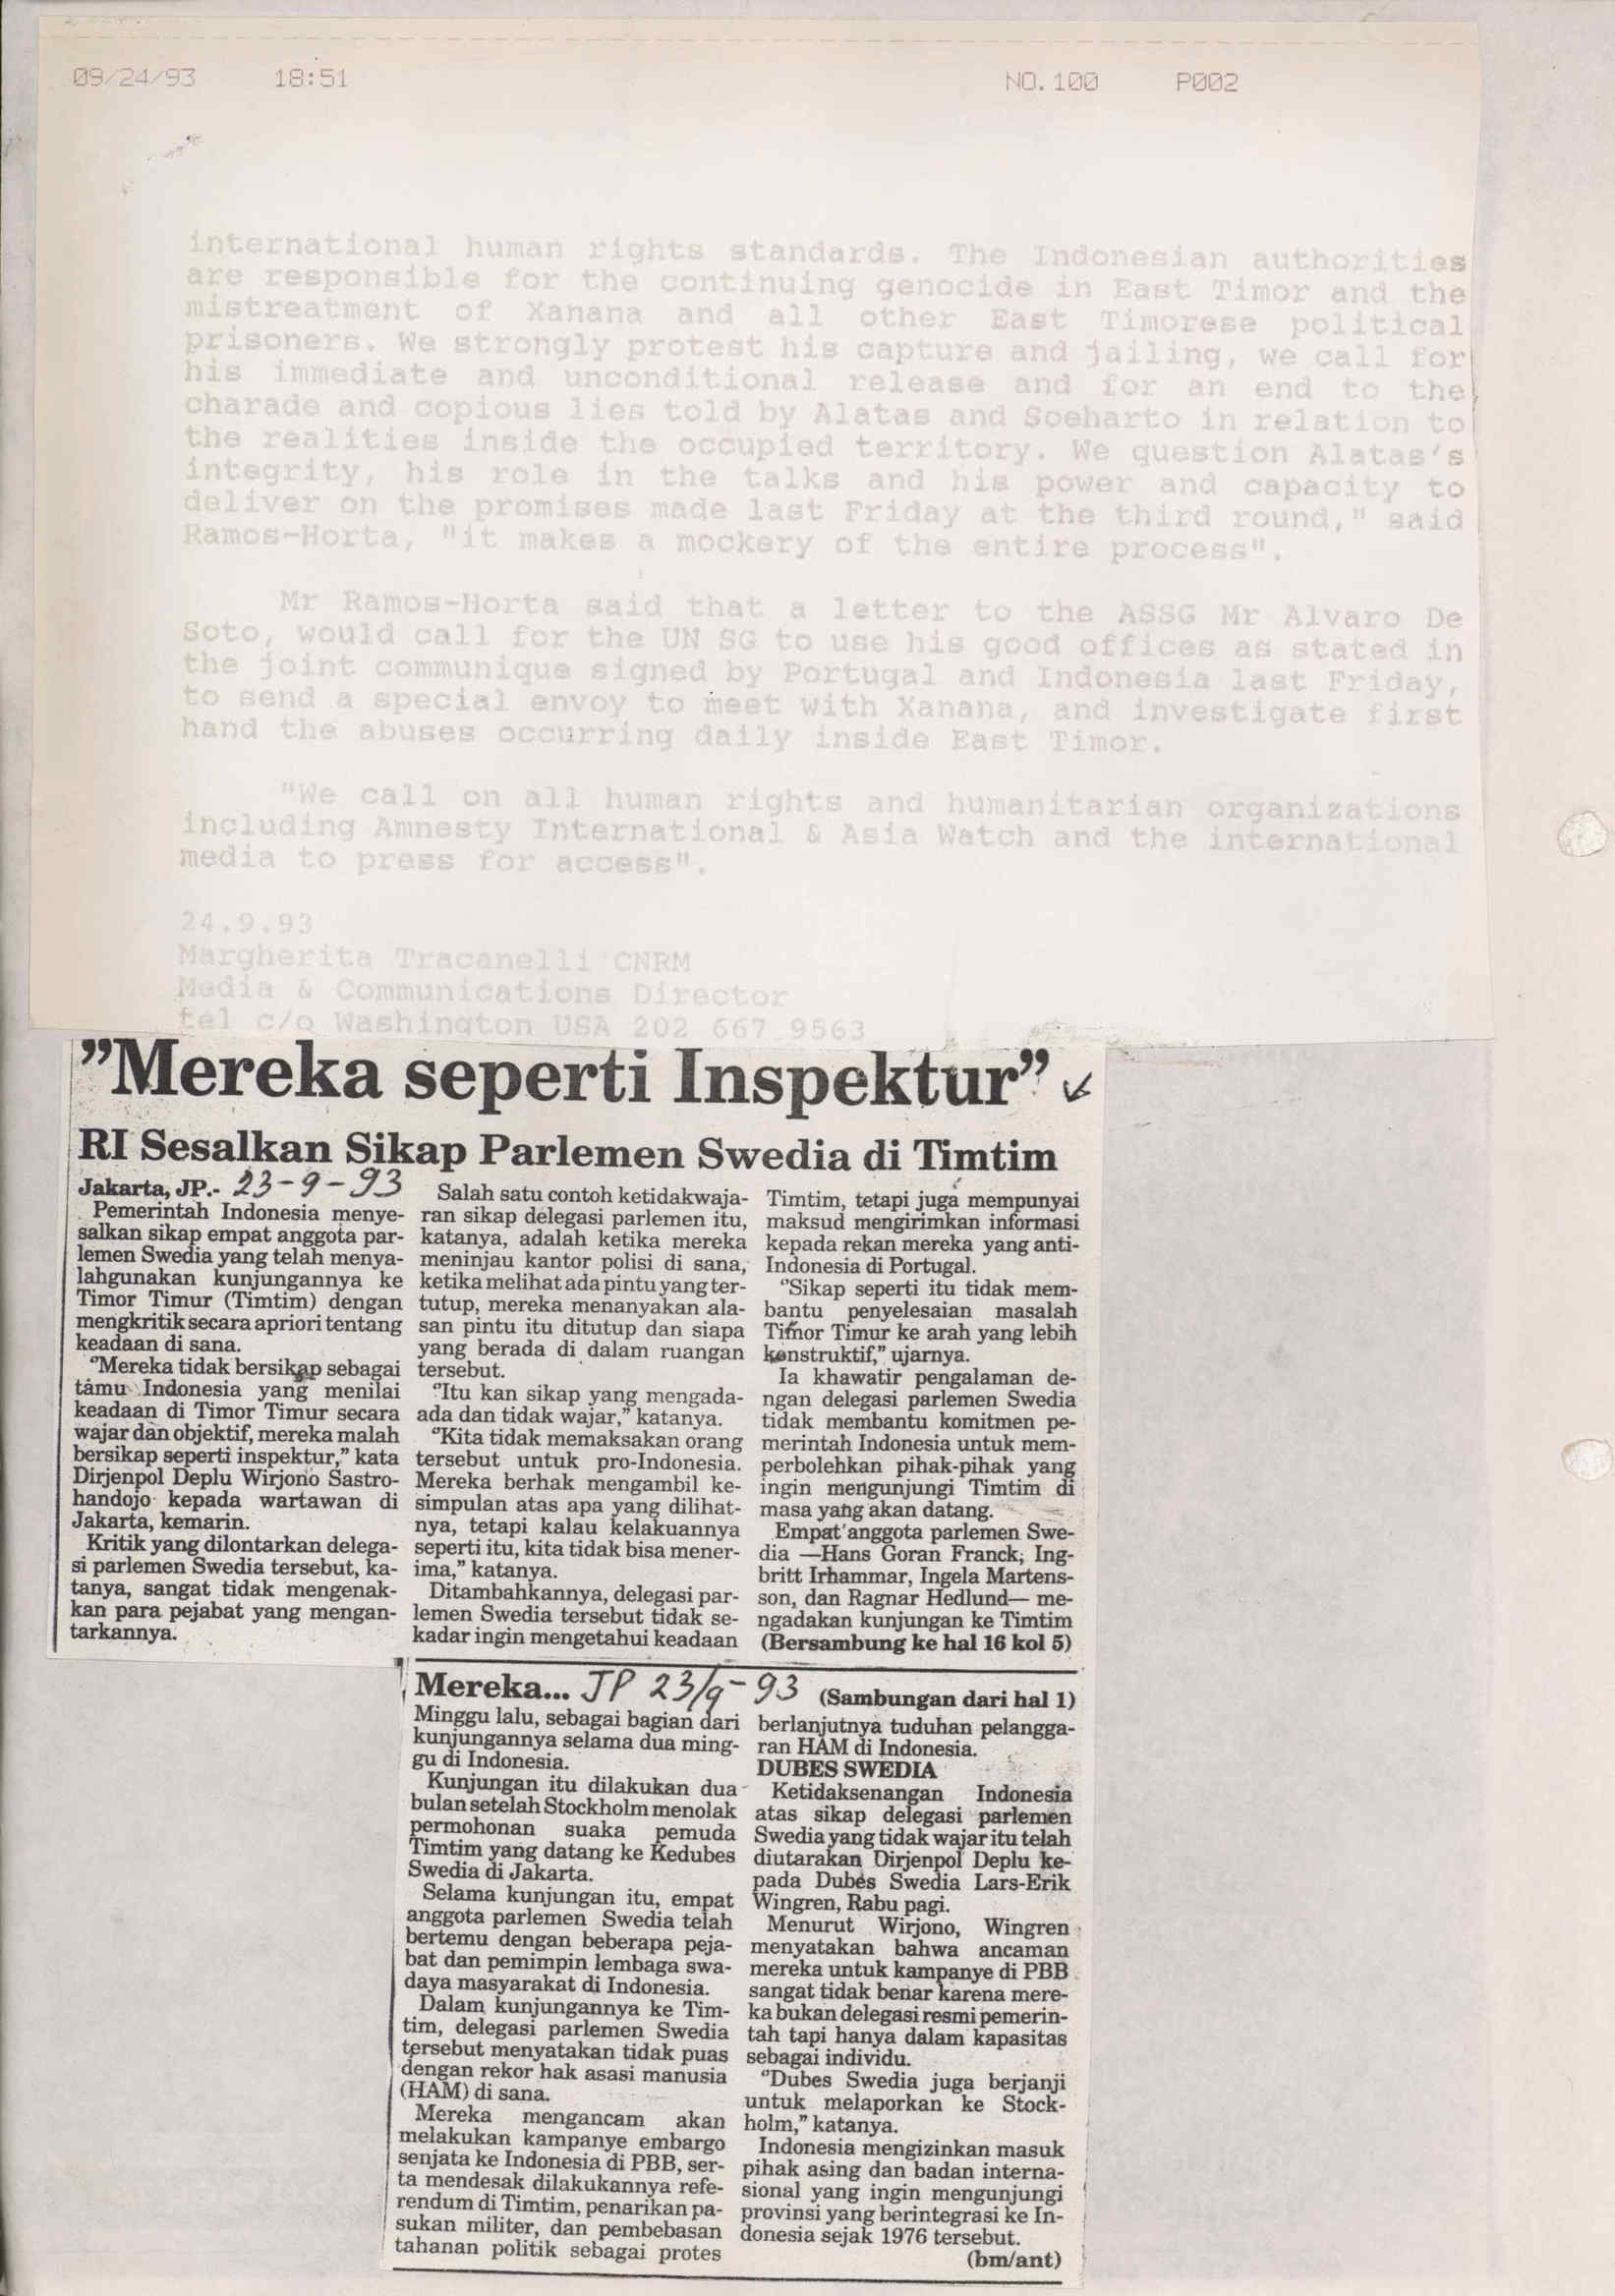 09/24/93 18:51 NO.100 P002
international human rights standards. The Indonesian authorities
are responsible for the continuing genocide in East Timor and the
mistreatment of Xanana and all other East Timorese political
prisoners. We strongly protest his capture and jailing, we call for
his immediate and unconditional release and for an end to the
charade and copious lies told by Alatas and Soeharto in relation to
the realities inside the occupied territory. We question Alatas's
integrity, his role in the talks and his power and capacity to
deliver on the promises made last Friday at the third round," said
Ramos-Horta, "it makes a mockery of the entire process".
Mr Ramos-Horta said that a letter to the ASSG Mr Alvaro De
Soto, would call for the UN SG to use his good offices as stated in
the joint communique signed by Portugal and Indonesia last Friday,
to send a special envoy to meet with Xanana, and investigate first
hand the abuses occurring daily inside East Timor.
"We call on all human rights and humanitarian organizations
including Amnesty International & Asia Watch and the international
media to press for access".
24.9.93
Margherita Tracanelli CNRM
Media & Communications Director
tel c/o Washington USA 202 667 9563
”Mereka seperti Inspektur”
RI Sesalkan Sikap Parlemen Swedia di Timtim
Jakarta, JP.- 23-9-93
Pemerintah Indonesia menye-
salkan sikap empat anggota par-
lemen Swedia yang telah menya-
lahgunakan kunjungannya ke
Timor Timur (Timtim) dengan
mengkritik secara apriori tentang
keadaan di sana.
”Mereka tidak bersikap sebagai
tamu Indonesia yang menilai
keadaan di Timor Timur secara
wajar dan objektif, mereka malah
bersikap seperti inspektur,” kata
Dirjenpol Deplu Wirjono Sastro-
handojo kepada wartawan di
Jakarta, kemarin.
Kritik yang dilontarkan delega-
si parlemen Swedia tersebut, ka-
tanya, sangat tidak mengenak-
kan para pejabat yang mengan-
tarkannya.
Salah satu contoh ketidakwaja-
ran sikap delegasi parlemen itu,
katanya, adalah ketika mereka
meninjau kantor polisi di sana,
ketika melihat ada pintu yang ter-
tutup, mereka menanyakan ala-
san pintu itu ditutup dan siapa
yang berada di dalam ruangan
tersebut.
”Itu kan sikap yang mengada-
ada dan tidak wajar,” katanya.
”Kita tidak memaksakan orang
tersebut untuk pro-Indonesia.
Mereka berhak mengambil ke-
simpulan atas apa yang dilihat-
nya, tetapi kalau kelakuannya
seperti itu, kita tidak bisa mener-
ima,” katanya.
Ditambahkannya, delegasi par-
lemen Swedia tersebut tidak se-
kadar ingin mengetahui keadaan
Timtim, tetapi juga mempunyai
maksud mengirimkan informasi
kepada rekan mereka yang anti-
Indonesia di Portugal.
”Sikap seperti itu tidak mem-
bantu penyelesaian masalah
Timor Timur ke arah yang lebih
konstruktif,” ujarnya.
Ia khawatir pengalaman de-
ngan delegasi parlemen Swedia
tidak membantu komitmen pe-
merintah Indonesia untuk mem-
perbolehkan pihak-pihak yang
ingin mengunjungi Timtim di
masa yang akan datang.
Empat anggota parlemen Swe-
dia —Hans Goran Franck, Ing-
britt Irhammar, Ingela Martens-
son, dan Ragnar Hedlund— me-
ngadakan kunjungan ke Timtim
(Bersambung ke hal 16 kol 5)
Mereka... JP 23/9-93 (Sambungan dari hal 1)
Minggu lalu, sebagai bagian dari
kunjungannya selama dua ming-
gu di Indonesia.
Kunjungan itu dilakukan dua
bulan setelah Stockholm menolak
permohonan suaka pemuda
Timtim yang datang ke Kedubes
Swedia di Jakarta.
Selama kunjungan itu, empat
anggota parlemen Swedia telah
bertemu dengan beberapa peja-
bat dan pemimpin lembaga swa-
daya masyarakat di Indonesia.
Dalam kunjungannya ke Tim-
tim, delegasi parlemen Swedia
tersebut menyatakan tidak puas
dengan rekor hak asasi manusia
(HAM) di sana.
Mereka mengancam akan
melakukan kampanye embargo
senjata ke Indonesia di PBB, ser-
ta mendesak dilakukannya refe-
rendum di Timtim, penarikan pa-
sukan militer, dan pembebasan
tahanan politik sebagai protes
berlanjutnya tuduhan pelangga-
ran HAM di Indonesia.
DUBES SWEDIA
Ketidaksenangan Indonesia
atas sikap delegasi parlemen
Swedia yang tidak wajar itu telah
diutarakan Dirjenpol Deplu ke-
pada Dubes Swedia Lars-Erik
Wingren, Rabu pagi.
Menurut Wirjono, Wingren
menyatakan bahwa ancaman
mereka untuk kampanye di PBB
sangat tidak benar karena mere-
ka bukan delegasi resmi pemerin-
tah tapi hanya dalam kapasitas
sebagai individu.
”Dubes Swedia juga berjanji
untuk melaporkan ke Stock-
holm,” katanya.
Indonesia mengizinkan masuk
pihak asing dan badan interna-
sional yang ingin mengunjungi
provinsi yang berintegrasi ke In-
donesia sejak 1976 tersebut.
(bm/ant)